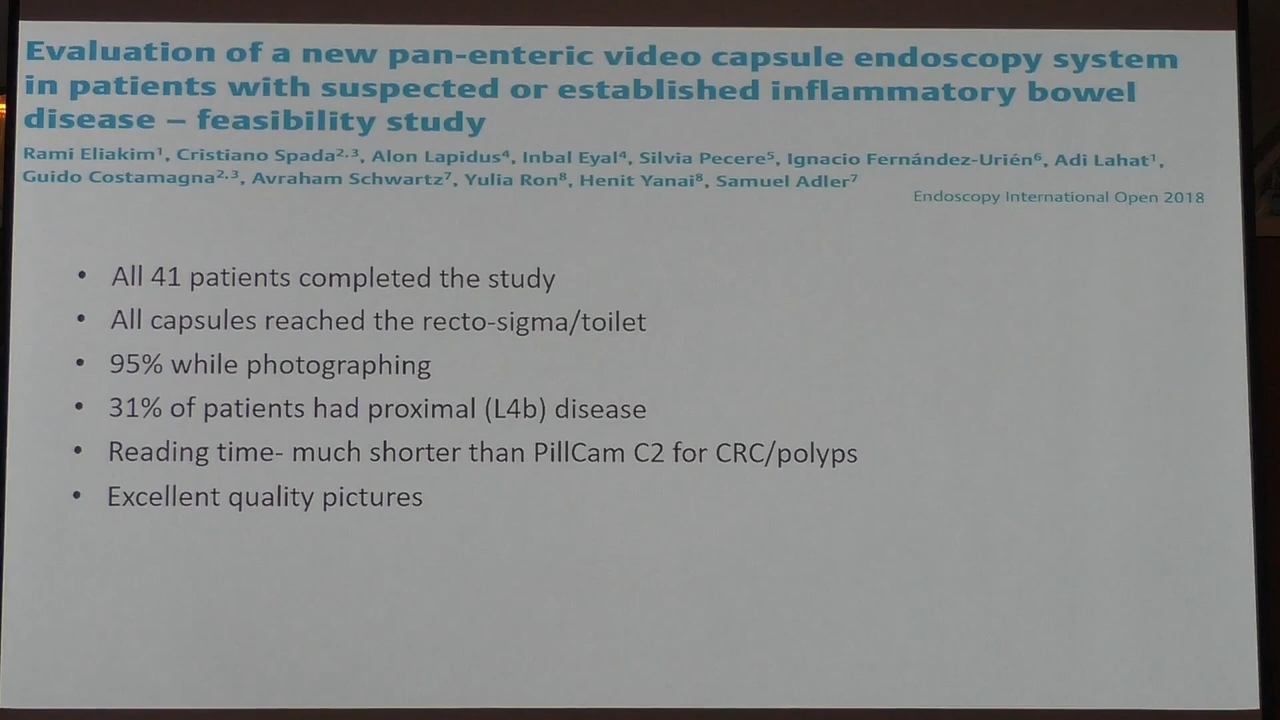 Evaluation of a new pan-enteric video capsule endoscopy system
in patients with suspected or established inflammatory bowel
disease – feasibility study
Rami Eliakim¹, Cristiano Spada²,³, Alon Lapidus⁴, Inbal Eyal⁴, Silvia Pecere⁵, Ignacio Fernández-Urién⁶, Adi Lahat¹,
Guido Costamagna²,³, Avraham Schwartz⁷, Yulia Ron⁸, Henit Yanai⁸, Samuel Adler⁷
Endoscopy International Open 2018
• All 41 patients completed the study
• All capsules reached the recto-sigma/toilet
• 95% while photographing
• 31% of patients had proximal (L4b) disease
• Reading time- much shorter than PillCam C2 for CRC/polyps
• Excellent quality pictures